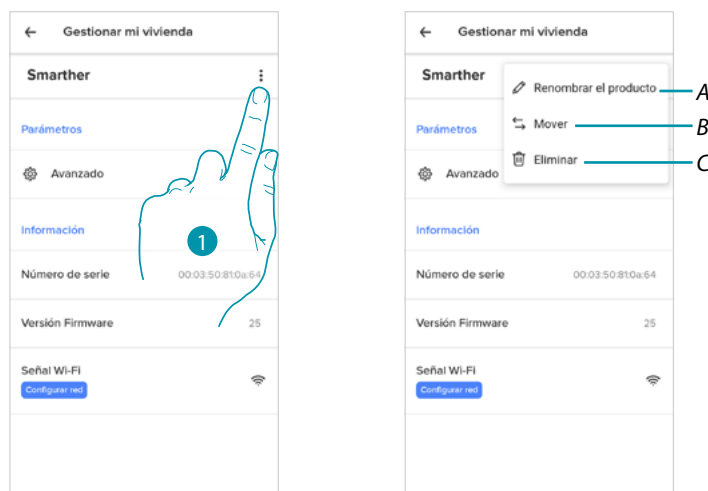 Gestionar mi vivienda
Smarther
Parámetros
Avanzado
Información
1
Número de serie 00:03:50:81:0a:64
Versión Firmware 25
Señal Wi-Fi
Configurar red
Gestionar mi vivienda
Smarther
Renombrar el producto A
Parámetros
Mover B
Avanzado
Eliminar C
Información
Número de serie 00:03:50:81:0a:64
Versión Firmware 25
Señal Wi-Fi
Configurar red